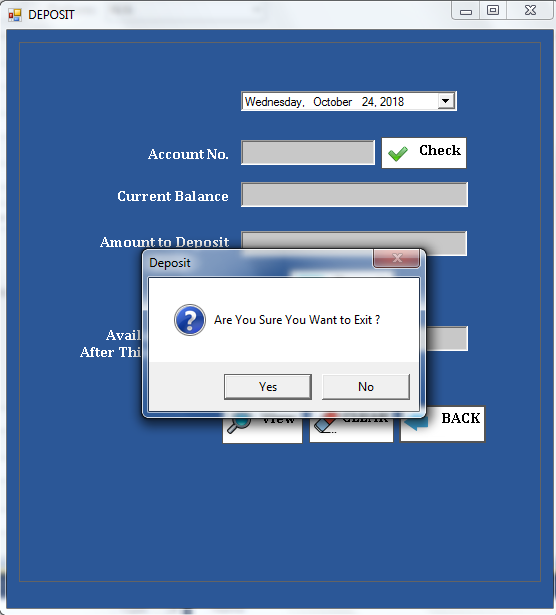 DEPOSIT
Wednesday, October 24, 2018
Account No.
Check
Current Balance
Amount to Deposit
Deposit
Are You Sure You Want to Exit ?
After Thi
Yes No
View CLEAR BACK